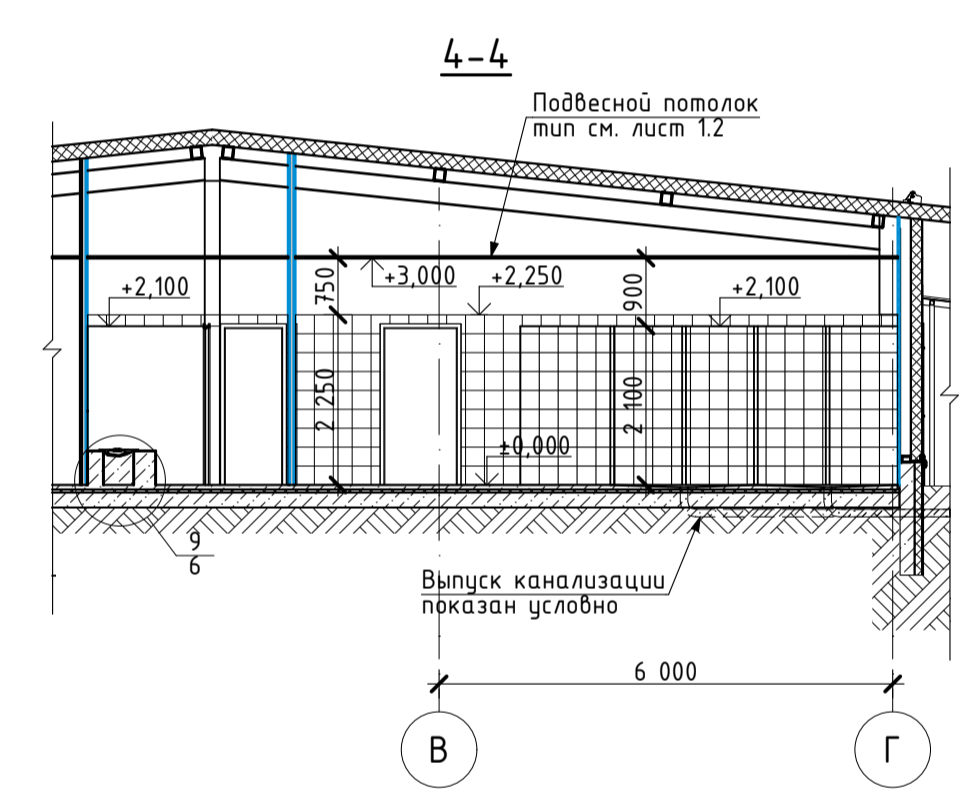 4-4
Подвесной потолок
тип см. лист 1.2
+2,100
750
+3,000
+2,250
900
+2,100
2 250
2 100
±0,000
9
6
Выпуск канализации
показан условно
6 000
В
Г